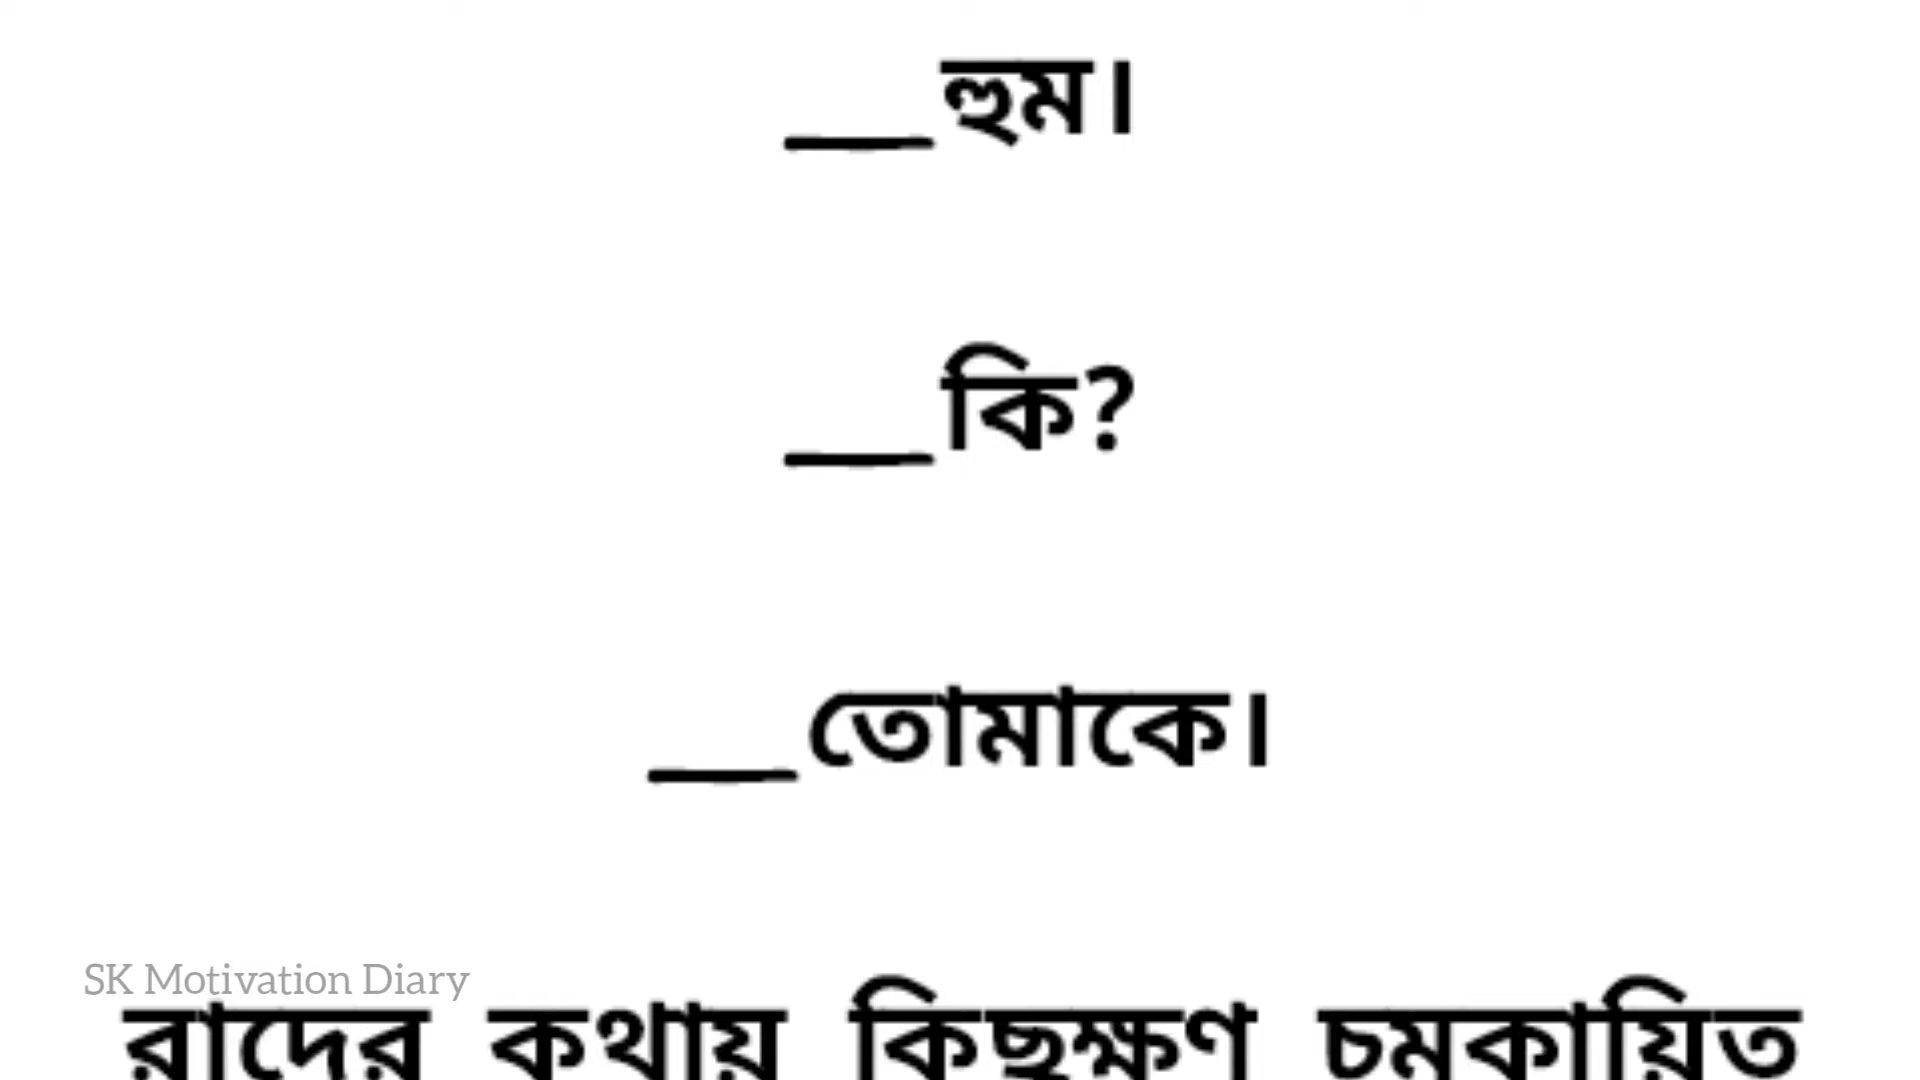 __হুম।
__কি?
__তোমাকে।
SK Motivation Diary
রাদের কথায় কিছুক্ষণ চমকায়িত